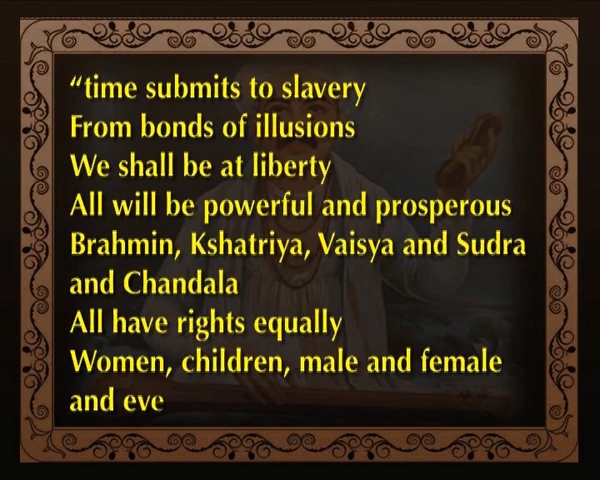 “time submits to slavery
From bonds of illusions
We shall be at liberty
All will be powerful and prosperous
Brahmin, Kshatriya, Vaisya and Sudra
and Chandala
All have rights equally
Women, children, male and female
and eve